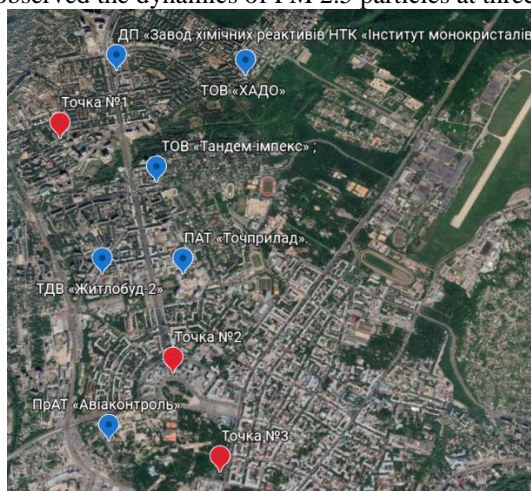 observed the dynamics of PM 2.5 particles at three
ДП «Завод хімічних реактивів НТК «Інститут монокристалів
ТОВ «ХАДО»
Точка №1
ТОВ «Тандем-імпекс» ;
ПАТ «Точприлад».
ТДВ «Житлобуд-2»
Точка №2
ПрАТ «Авіаконтроль»
Точка №3